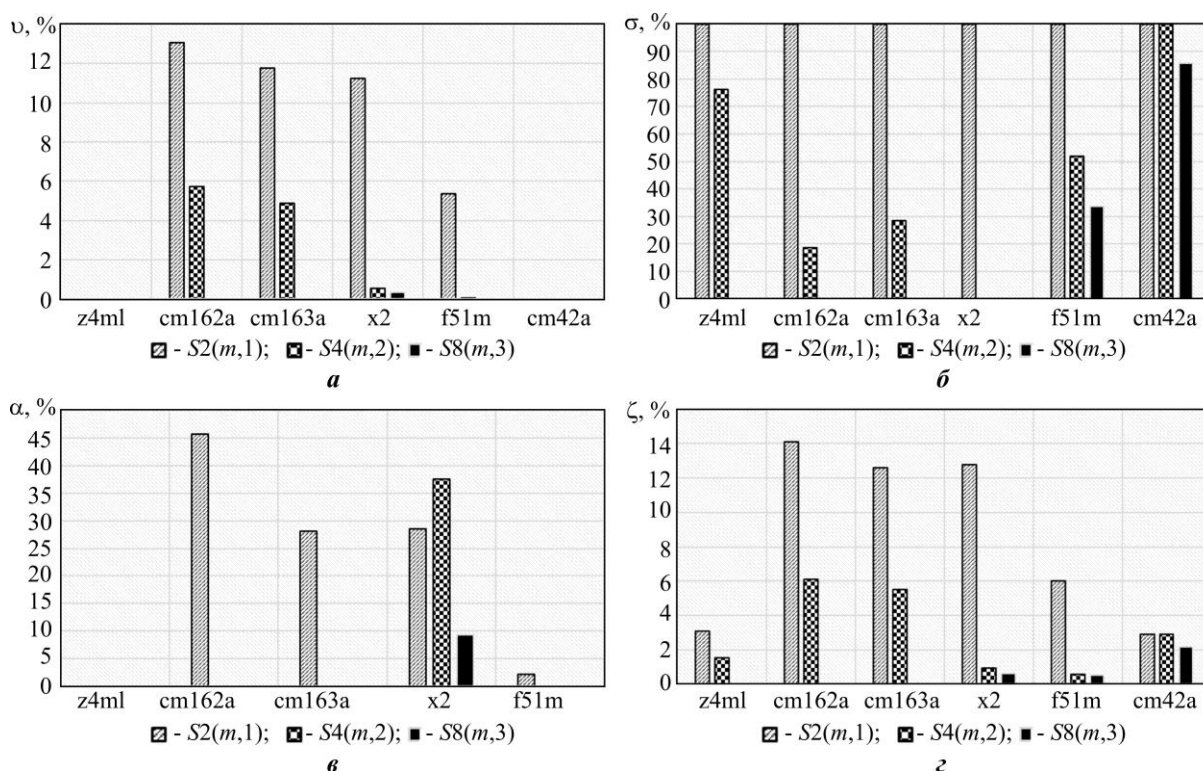 υ, %
12
10
8
6
4
2
0
z4ml cm162a cm163a x2 f51m cm42a
- S2(m,1); - S4(m,2); - S8(m,3)
а
σ, %
90
80
70
60
50
40
30
20
10
0
z4ml cm162a cm163a x2 f51m cm42a
- S2(m,1); - S4(m,2); - S8(m,3)
б
α, %
45
40
35
30
25
20
15
10
5
0
z4ml cm162a cm163a x2 f51m
- S2(m,1); - S4(m,2); - S8(m,3)
в
ζ, %
14
12
10
8
6
4
2
0
z4ml cm162a cm163a x2 f51m cm42a
- S2(m,1); - S4(m,2); - S8(m,3)
г